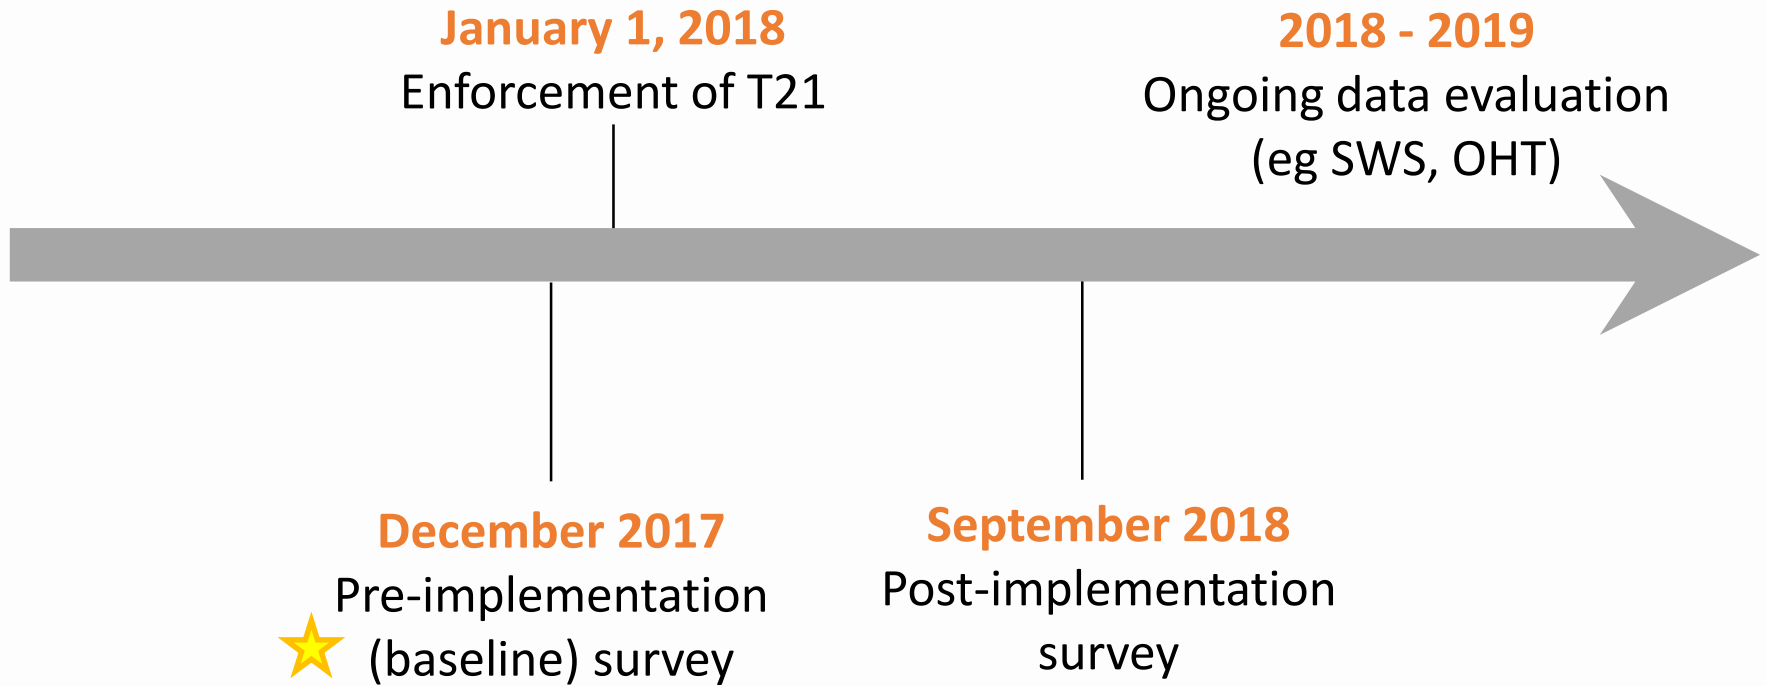 January 1, 2018
Enforcement of T21
2018 - 2019
Ongoing data evaluation
(eg SWS, OHT)
December 2017
Pre-implementation
(baseline) survey
September 2018
Post-implementation
survey